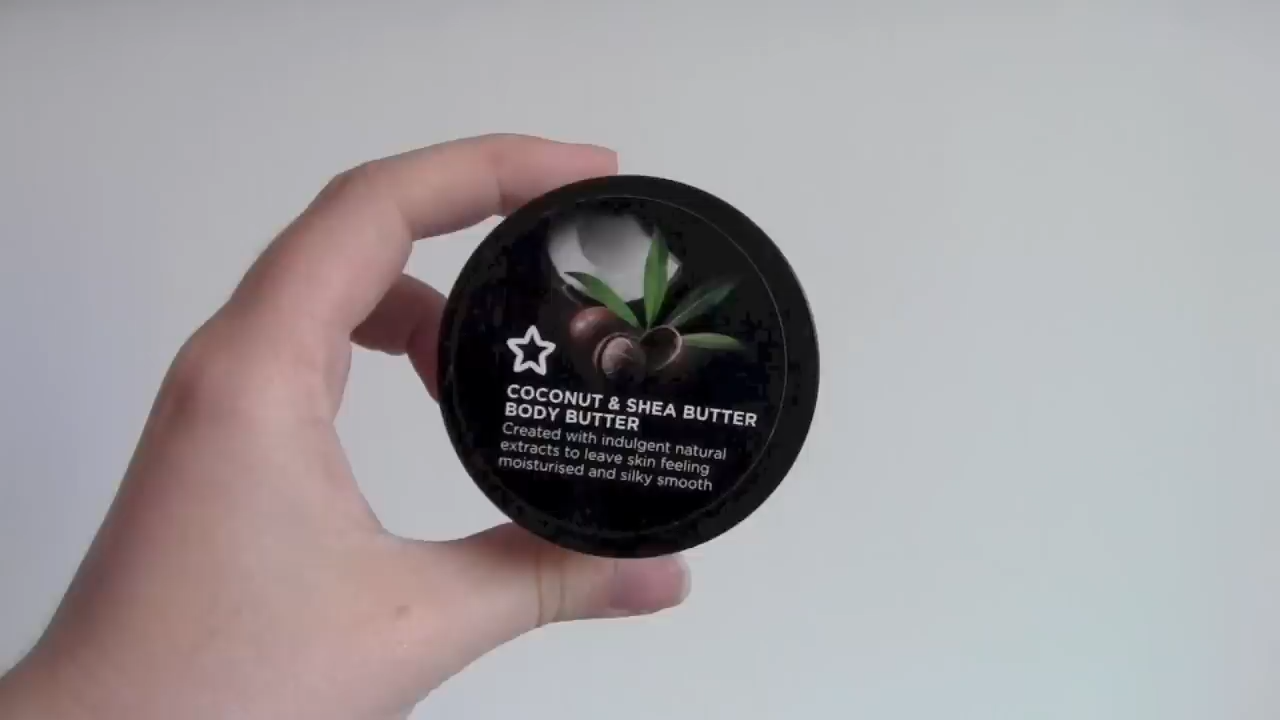 COCONUT & SHEA BUTTER
BODY BUTTER
Created with indulgent natural
extracts to leave skin feeling
moisturised and silky smooth